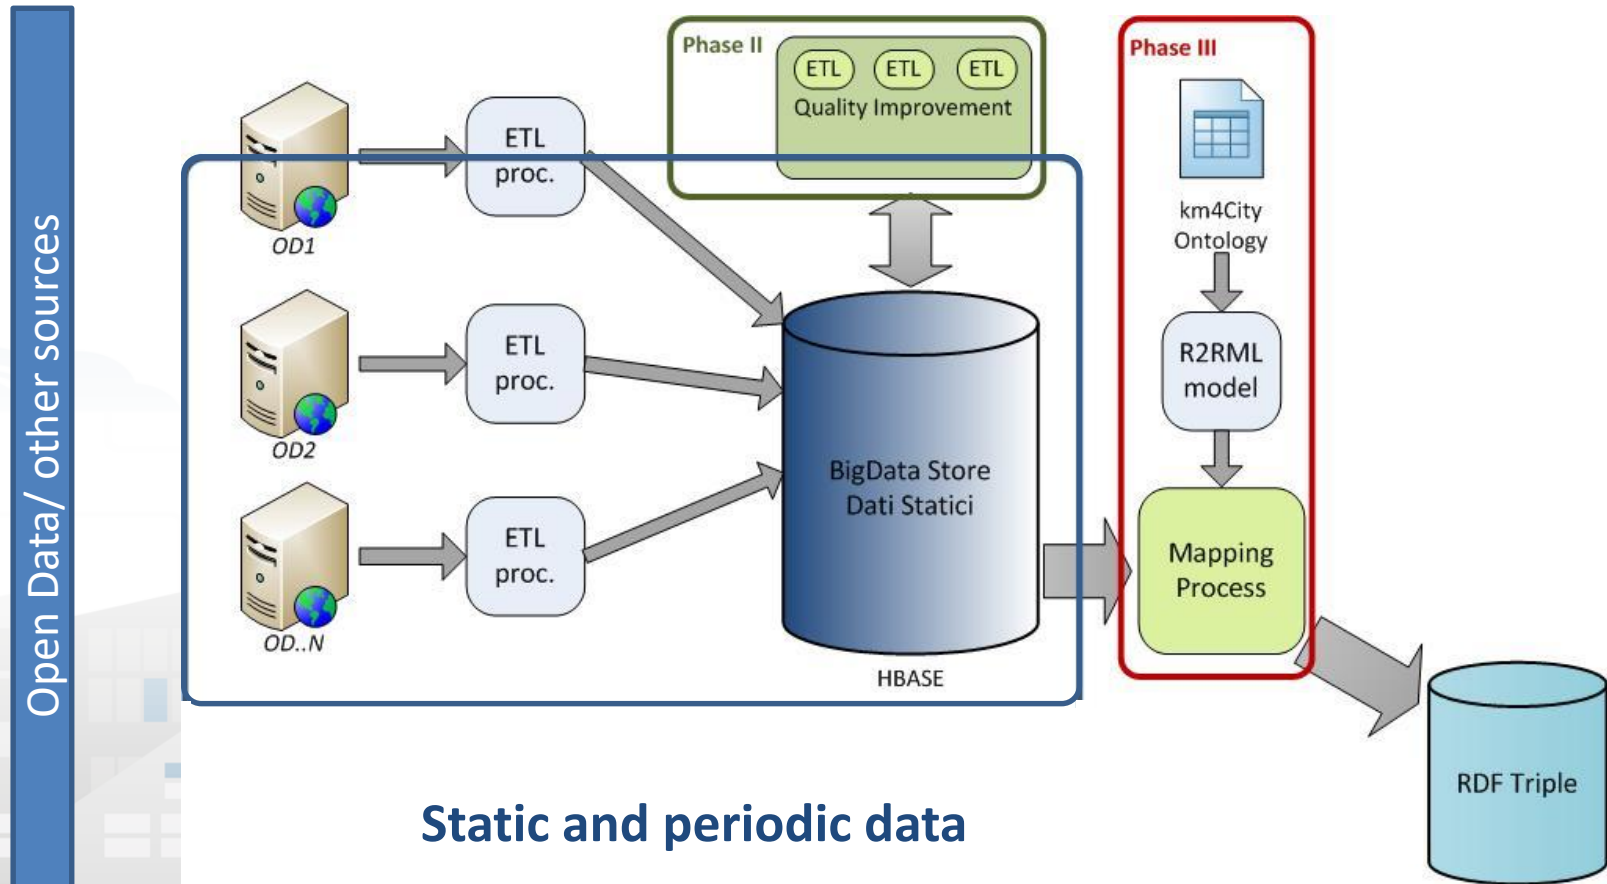 Open Data/ other sources
Phase II
ETL ETL ETL
Quality Improvement
Phase III
km4City
Ontology
R2RML
model
Mapping
Process
OD1
ETL
proc.
OD2
ETL
proc.
OD..N
ETL
proc.
BigData Store
Dati Statici
HBASE
RDF Triple
Static and periodic data